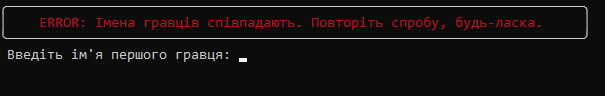 ERROR: Імена гравців співпадають. Повторіть спробу, будь-ласка.
Введіть ім'я першого гравця: